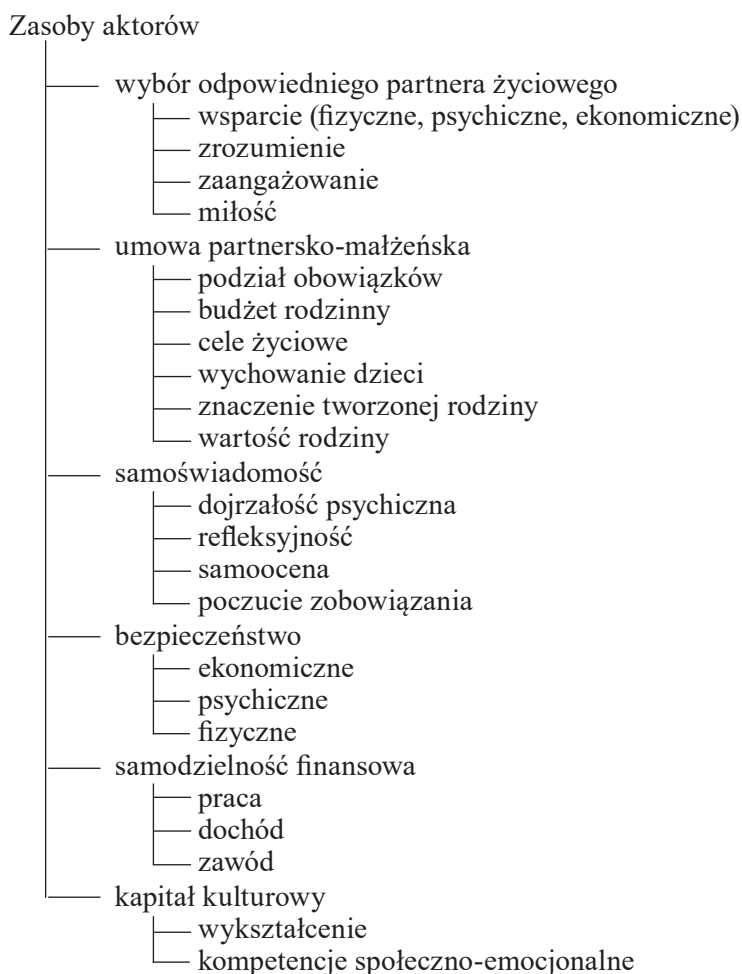 Zasoby aktorów
wybór odpowiedniego partnera życiowego
wsparcie (fizyczne, psychiczne, ekonomiczne)
zrozumienie
zaangażowanie
miłość
umowa partnersko-małżeńska
podział obowiązków
budżet rodzinny
cele życiowe
wychowanie dzieci
znaczenie tworzonej rodziny
wartość rodziny
samoświadomość
dojrzałość psychiczna
refleksyjność
samoocena
poczucie zobowiązania
bezpieczeństwo
ekonomiczne
psychiczne
fizyczne
samodzielność finansowa
praca
dochód
zawód
kapitał kulturowy
wykształcenie
kompetencje społeczno-emocjonalne